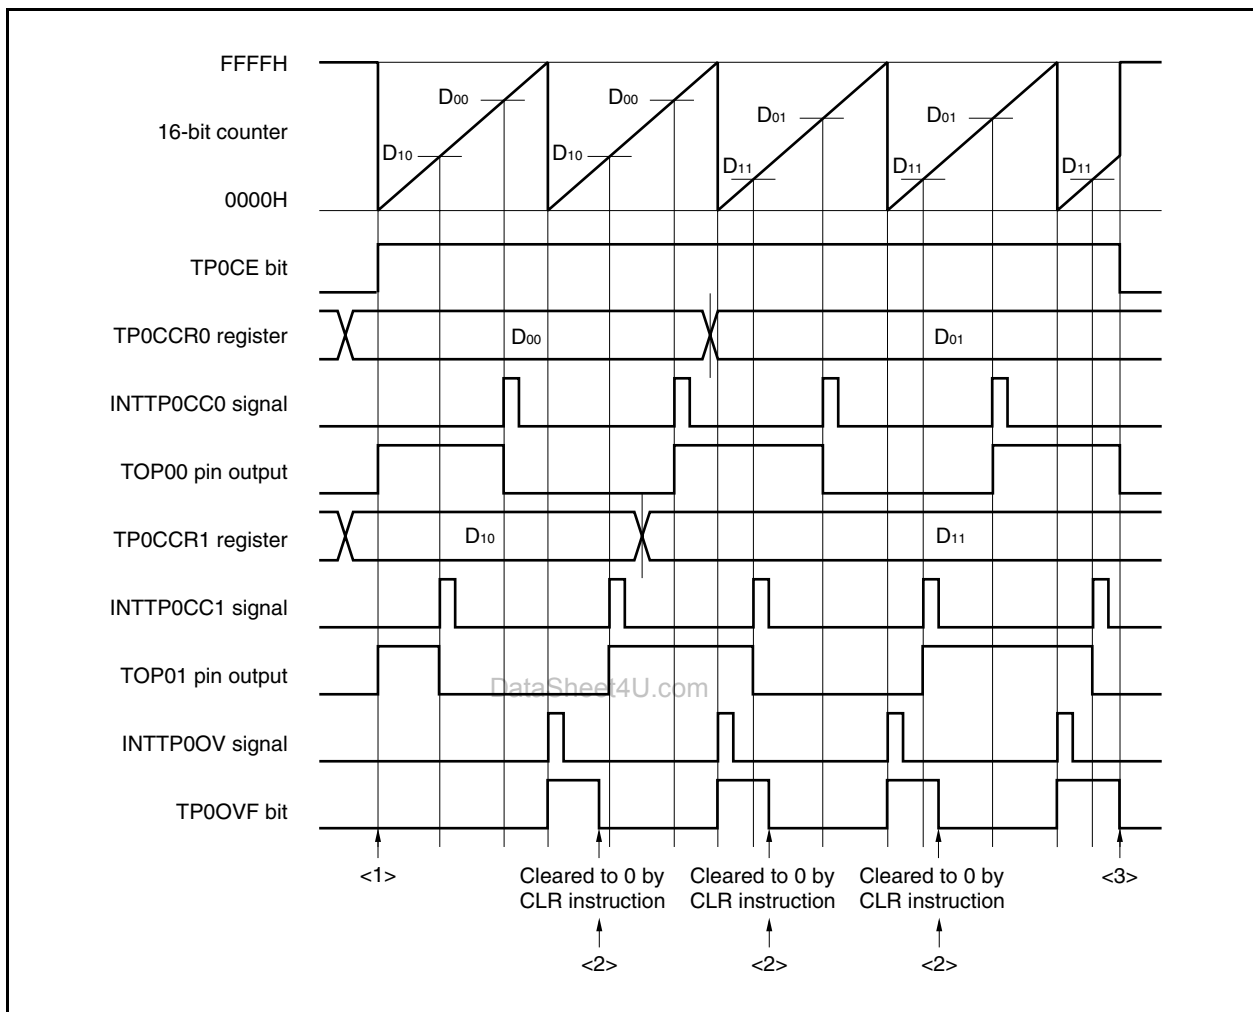 FFFFH
D00 D00
D01 D01
16-bit counter
D10 D10
D11 D11 D11
0000H
TP0CE bit
TP0CCR0 register
D00 D01
INTTP0CC0 signal
TOP00 pin output
TP0CCR1 register
D10 D11
INTTP0CC1 signal
TOP01 pin output
DataSheet4U.com
INTTP0OV signal
TP0OVF bit
<1> Cleared to 0 by Cleared to 0 by Cleared to 0 by <3>
CLR instruction CLR instruction CLR instruction
<2> <2> <2>